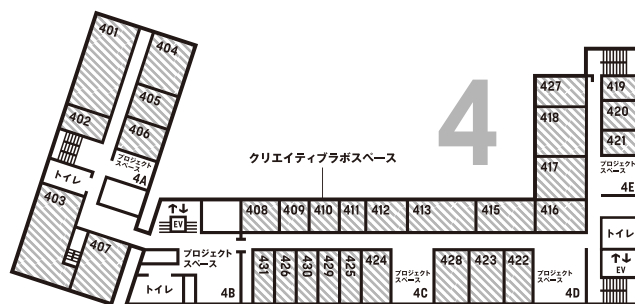 401
404
405
402
406
プロジェクト
スペース
4A
トイレ
403
407
4
クリエイティブラボスペース
EV
408
409
410
411
412
413
415
416
427
418
417
419
420
421
プロジェクト
スペース
4E
トイレ
EV
プロジェクト
スペース
4B
トイレ
431
426
430
429
425
424
プロジェクト
スペース
4C
428
423
422
プロジェクト
スペース
4D